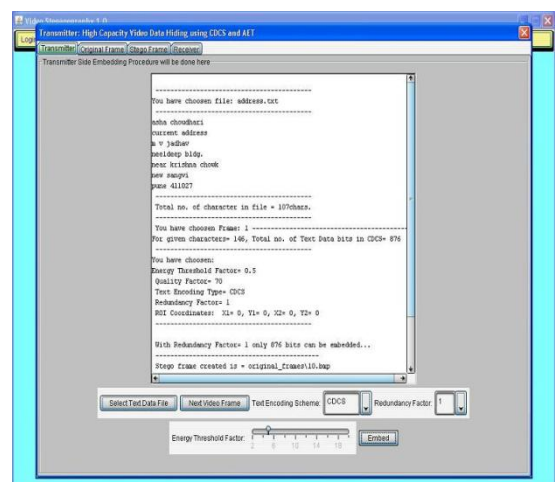 Video Steganography 1.0
Login
Transmitter: High Capacity Video Data Hiding using CDCS and AET
Transmitter Original Frame Stego Frame Receiver
Transmitter Side Embedding Procedure will be done here
----------------------------------------
You have choosen file: address.txt
----------------------------------------
asha choudhari
current address
m v jadhav
neeldeep bldg.
near krishna chowk
new sangvi
pune 411027
----------------------------------------
Total no. of character in file = 107chars.
----------------------------------------
You have choosen Frame: 1 ----------------------------------------
For given characters= 146, Total no. of Text Data bits in CDCS= 876
----------------------------------------
You have choosen:
Energy Threshold Factor= 0.5
Quality Factor= 70
Text Encoding Type= CDCS
Redundancy Factor= 1
ROI Coordinates: X1= 0, Y1= 0, X2= 0, Y2= 0
----------------------------------------
With Redundancy Factor= 1 only 876 bits can be embedded...
----------------------------------------
Stego frame created is = original_frames\10.bmp
Select Text Data File Next Video Frame Text Encoding Scheme: CDCS Redundancy Factor: 1
Energy Threshold Factor: 2 6 10 14 18 Embed